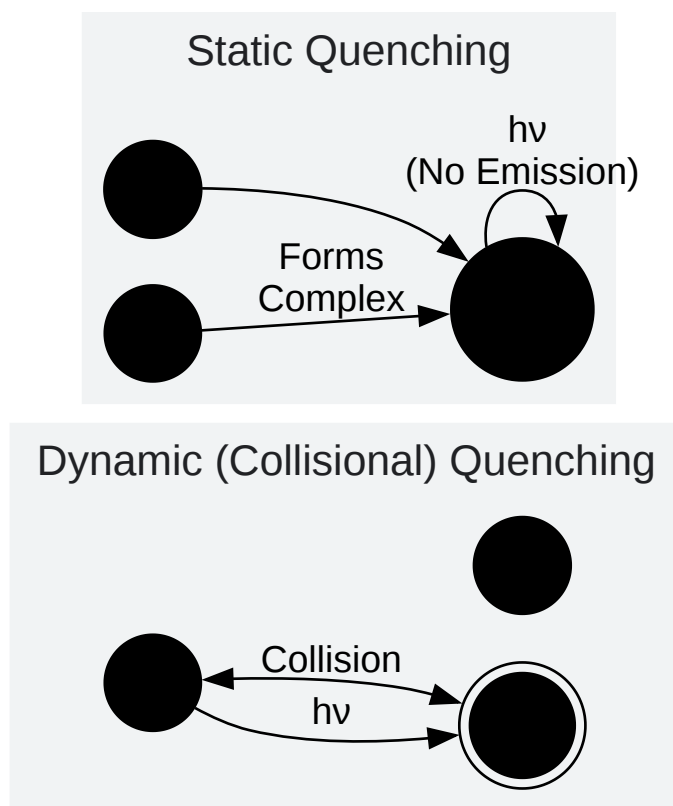 Static Quenching
hν
(No Emission)
Forms
Complex
Dynamic (Collisional) Quenching
Collision
hν